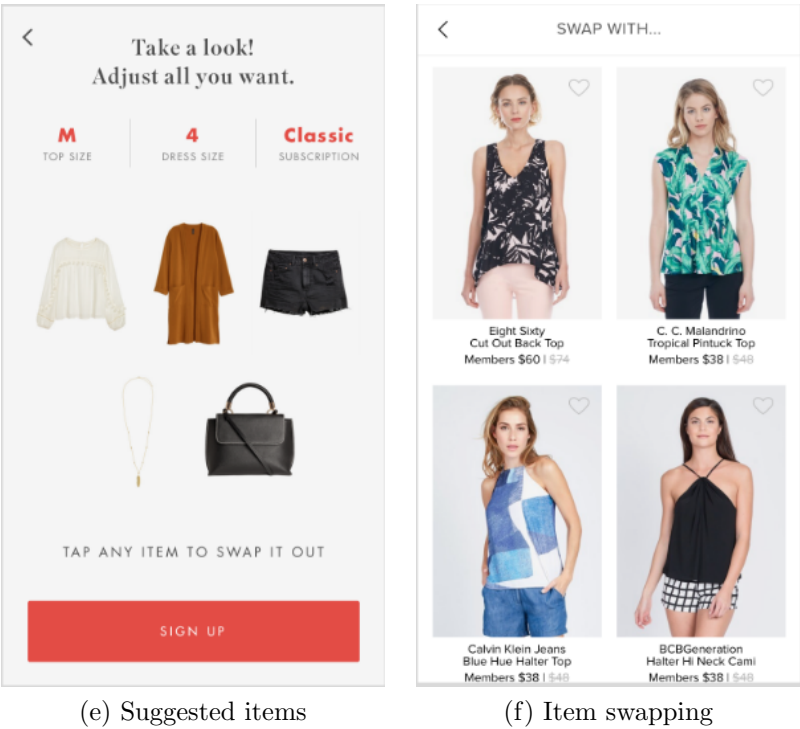 Take a look!
Adjust all you want.
M
TOP SIZE
4
DRESS SIZE
Classic
SUBSCRIPTION
TAP ANY ITEM TO SWAP IT OUT
SIGN UP
(e) Suggested items
SWAP WITH...
Eight Sixty
Cut Out Back Top
Members $60 | $74
C. C. Malandrino
Tropical Pintuck Top
Members $38 | $48
Calvin Klein Jeans
Blue Hue Halter Top
Members $38 | $48
BCBGeneration
Halter Hi Neck Cami
Members $38 | $48
(f) Item swapping